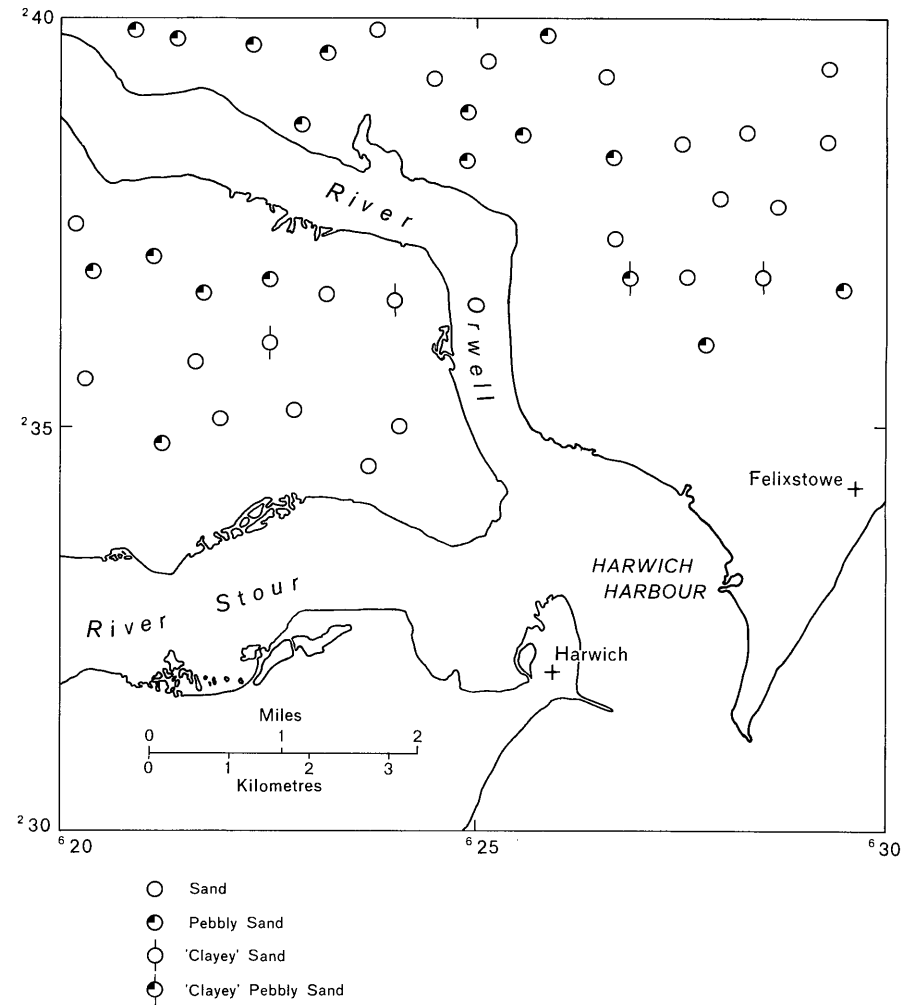 ²40
River
Orwell
²35
Felixstowe
HARWICH
HARBOUR
River Stour
Harwich
Miles
0 1 2
0 1 2 3
Kilometres
²30
⁶20 ⁶25 ⁶30
Sand
Pebbly Sand
'Clayey' Sand
'Clayey' Pebbly Sand